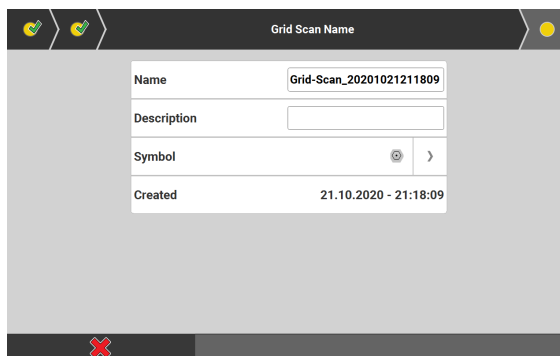 Grid Scan Name
Name Grid-Scan_20201021211809
Description
Symbol
Created 21.10.2020 - 21:18:09